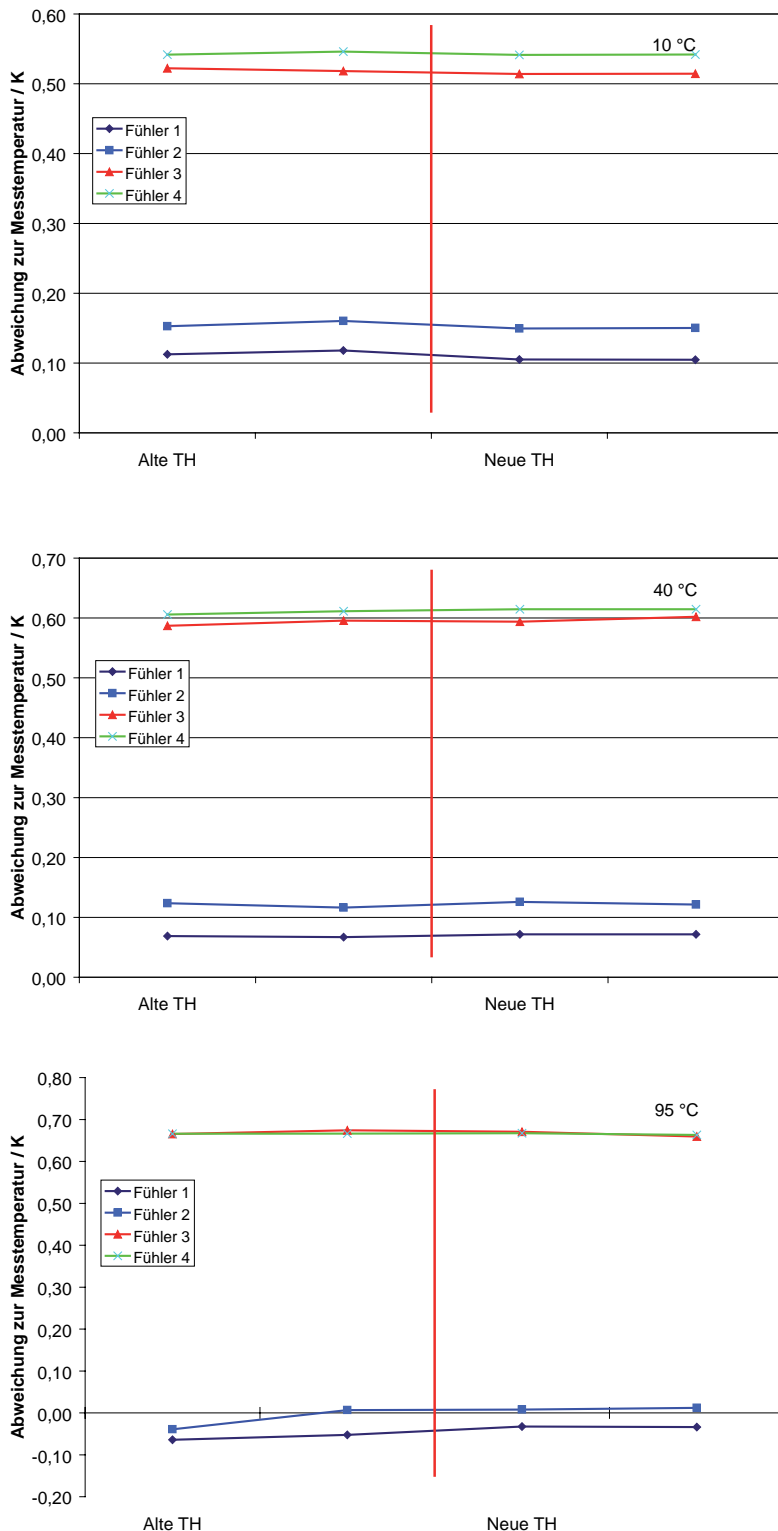 0,60
10 °C
0,50
Fühler 1
0,40
Fühler 2
Fühler 3
Fühler 4
0,30
0,20
0,10
0,00
Abweichung zur Messtemperatur / K
Alte TH
Neue TH
0,70
40 °C
0,60
0,50
Fühler 1
Fühler 2
0,40
Fühler 3
Fühler 4
0,30
0,20
0,10
0,00
Abweichung zur Messtemperatur / K
Alte TH
Neue TH
0,80
95 °C
0,70
0,60
0,50
Fühler 1
Fühler 2
0,40
Fühler 3
Fühler 4
0,30
0,20
0,10
0,00
-0,10
-0,20
Abweichung zur Messtemperatur / K
Alte TH
Neue TH